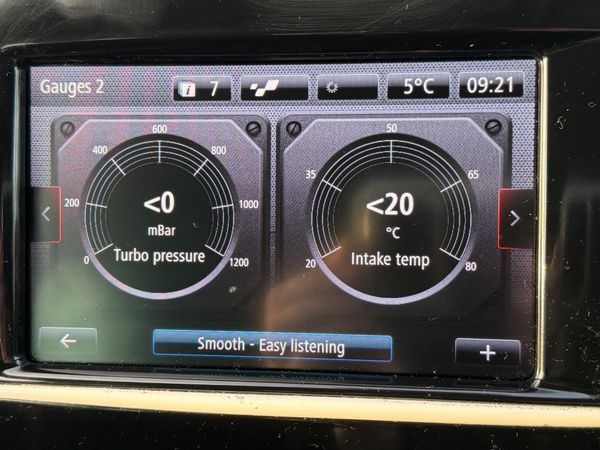 Gauges 2
i 7
5°C
09:21
600
400 800
200 1000
0 1200
<0
mBar
Turbo pressure
50
35 65
20 80
<20
°C
Intake temp
Smooth - Easy listening